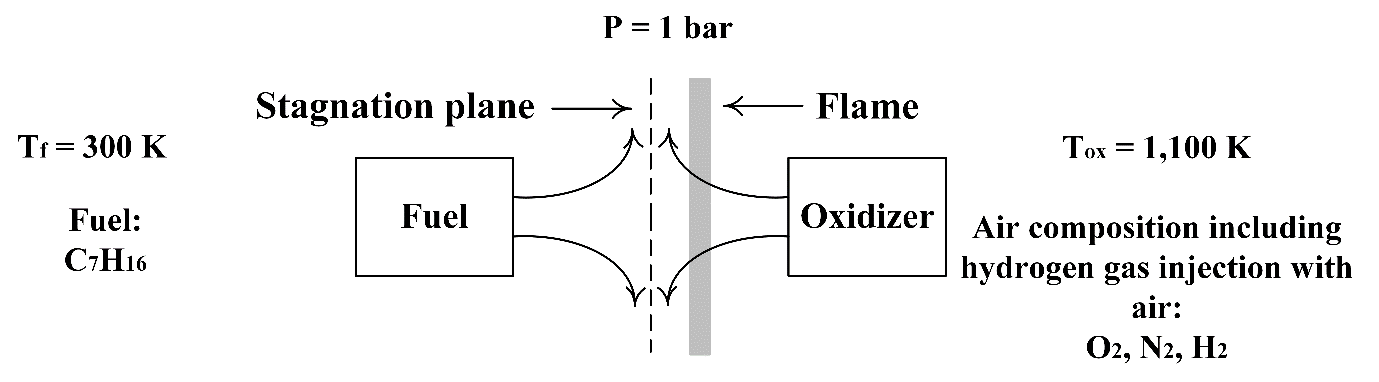 P = 1 bar
Stagnation plane
Flame
Tf = 300 K
Fuel:
C7H16
Fuel
Oxidizer
Tox = 1,100 K
Air composition including
hydrogen gas injection with
air:
O2, N2, H2